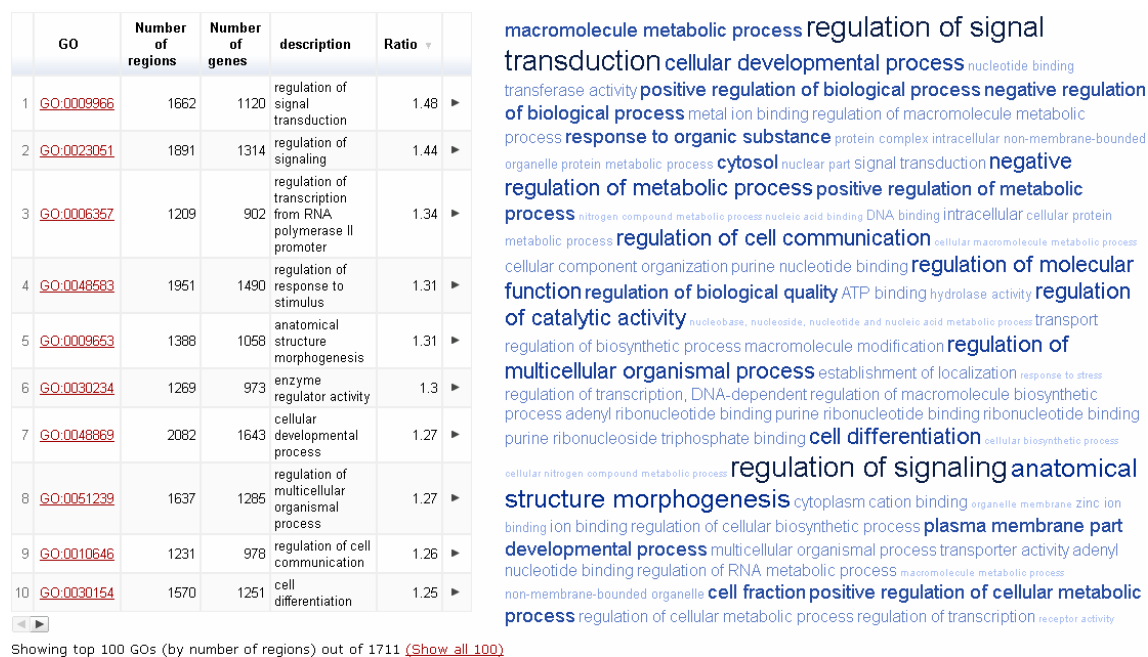 GO Number of regions Number of genes description Ratio
1 GO:0009966 1662 1120 regulation of signal transduction 1.48
2 GO:0023051 1891 1314 regulation of signaling 1.44
3 GO:0006357 1209 902 regulation of transcription from RNA polymerase II promoter 1.34
4 GO:0048583 1951 1490 regulation of response to stimulus 1.31
5 GO:0009653 1388 1058 anatomical structure morphogenesis 1.31
6 GO:0030234 1269 973 enzyme regulator activity 1.3
7 GO:0048869 2082 1643 cellular developmental process 1.27
8 GO:0051239 1637 1285 regulation of multicellular organismal process 1.27
9 GO:0010646 1231 978 regulation of cell communication 1.26
10 GO:0030154 1570 1251 cell differentiation 1.25
Showing top 100 GOs (by number of regions) out of 1711 (Show all 100)
macromolecule metabolic process regulation of signal
transduction cellular developmental process nucleotide binding
transferase activity positive regulation of biological process negative regulation
of biological process metal ion binding regulation of macromolecule metabolic
process response to organic substance protein complex intracellular non-membrane-bounded
organelle protein metabolic process cytosol nuclear part signal transduction negative
regulation of metabolic process positive regulation of metabolic
process nitrogen compound metabolic process nucleic acid binding DNA binding intracellular cellular protein
metabolic process regulation of cell communication cellular macromolecule metabolic process
cellular component organization purine nucleotide binding regulation of molecular
function regulation of biological quality ATP binding hydrolase activity regulation
of catalytic activity nucleobase, nucleoside, nucleotide and nucleic acid metabolic process transport
regulation of biosynthetic process macromolecule modification regulation of
multicellular organismal process establishment of localization response to stress
regulation of transcription, DNA-dependent regulation of macromolecule biosynthetic
process adenyl ribonucleotide binding purine ribonucleotide binding ribonucleotide binding
purine ribonucleoside triphosphate binding cell differentiation cellular biosynthetic process
cellular nitrogen compound metabolic process regulation of signaling anatomical
structure morphogenesis cytoplasm cation binding organelle membrane zinc ion
binding ion binding regulation of cellular biosynthetic process plasma membrane part
developmental process multicellular organismal process transporter activity adenyl
nucleotide binding regulation of RNA metabolic process macromolecule metabolic process
non-membrane-bounded organelle cell fraction positive regulation of cellular metabolic
process regulation of cellular metabolic process regulation of transcription receptor activity